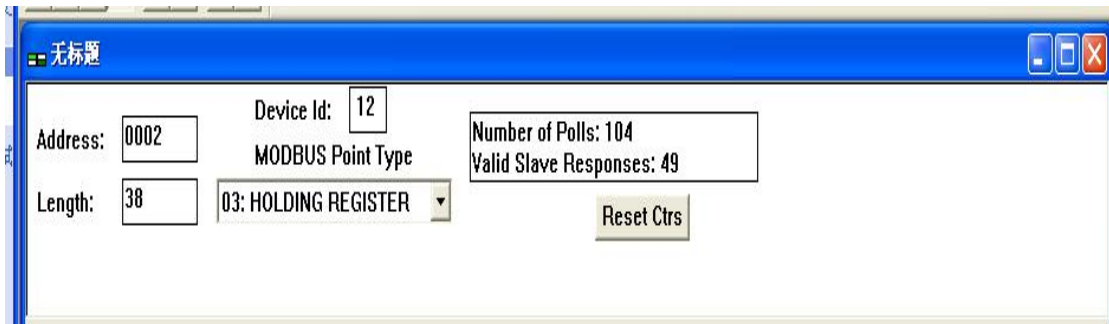 无标题
Device Id: 12
Address: 0002
MODBUS Point Type
Number of Polls: 104
Valid Slave Responses: 49
Length: 38
03: HOLDING REGISTER
Reset Ctrs